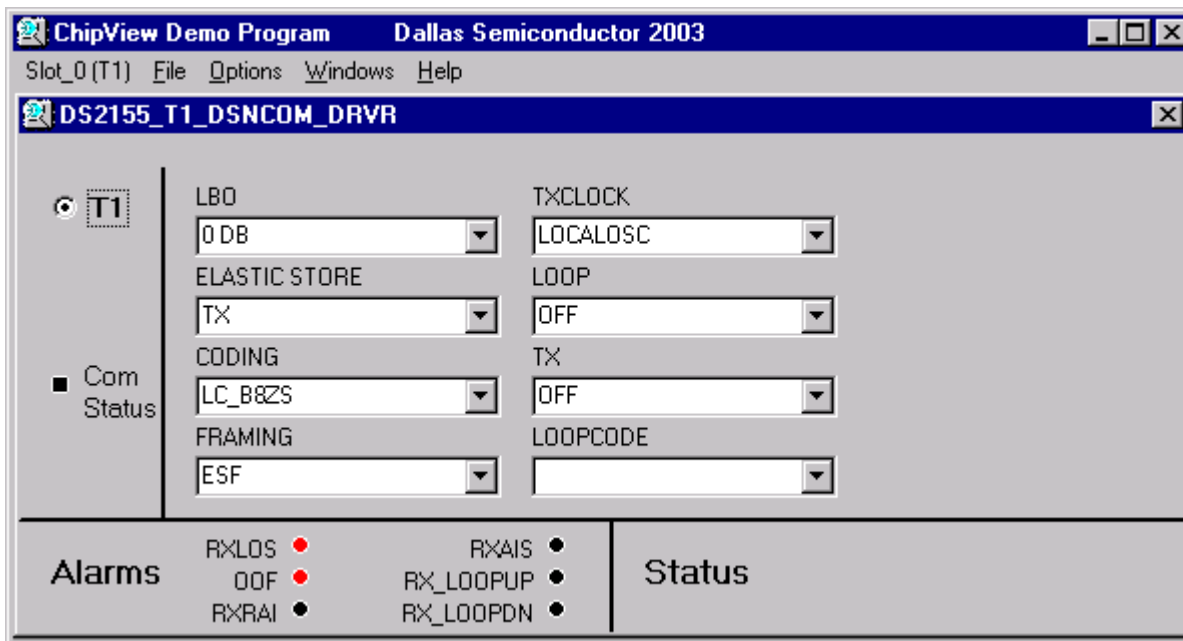 ChipView Demo Program Dallas Semiconductor 2003
Slot_0 (T1) File Options Windows Help
DS2155_T1_DSNCOM_DRVR
T1
LBO
0 DB
TXCLOCK
LOCALOSC
ELASTIC STORE
TX
LOOP
OFF
Com
Status
CODING
LC_B8ZS
TX
OFF
FRAMING
ESF
LOOPCODE
Alarms
RXLOS
OOF
RXRAI
RXAIS
RX_LOOPUP
RX_LOOPDN
Status